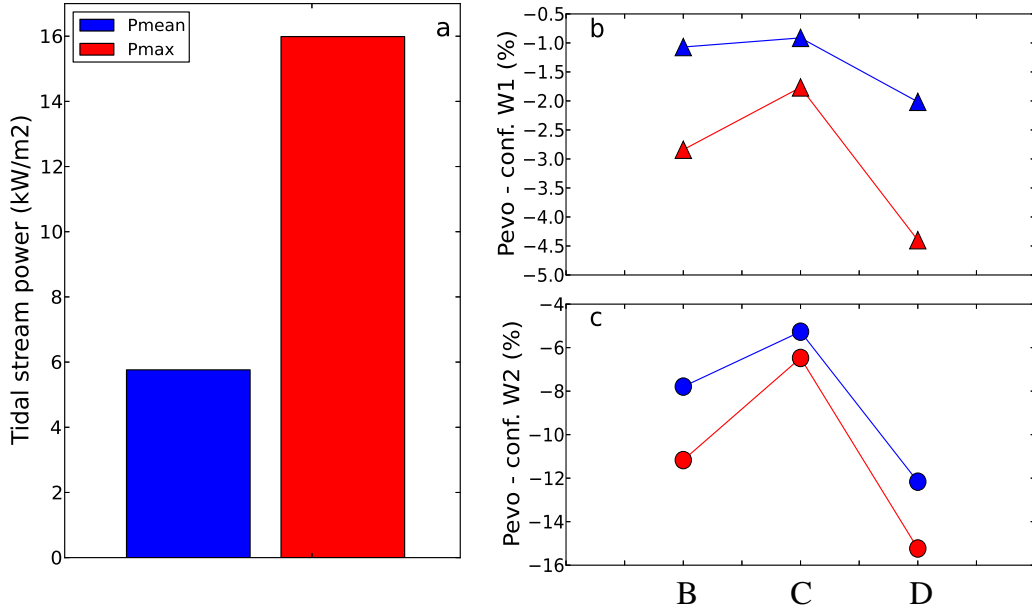 Pmean
Pmax
a
16
14
12
10
8
6
4
2
0
Tidal stream power (kW/m2)
b
−0.5
−1.0
−1.5
−2.0
−2.5
−3.0
−3.5
−4.0
−4.5
−5.0
Pevo - conf. W1 (%)
c
−4
−6
−8
−10
−12
−14
−16
Pevo - conf. W2 (%)
B C D